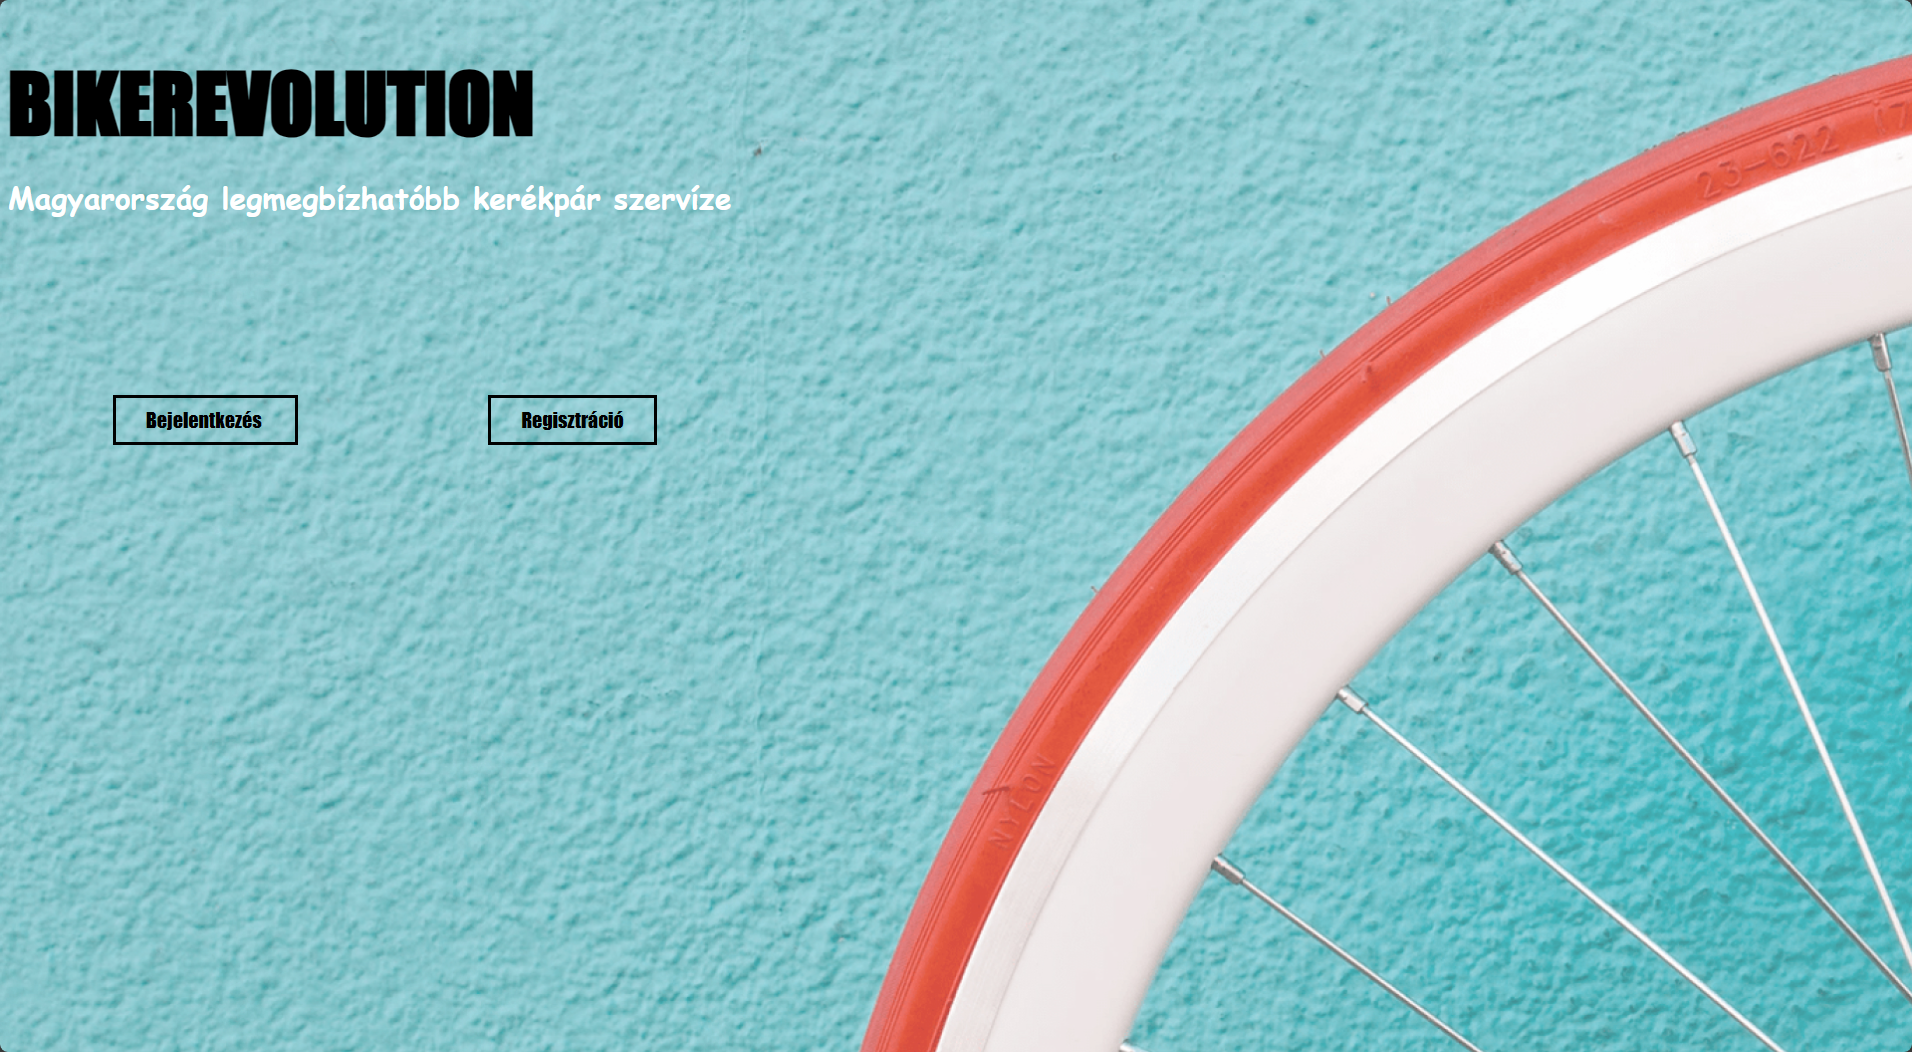 BIKEREVOLUTION
Magyarország legmegbízhatóbb kerékpár szervíze
Bejelentkezés
Regisztráció
23-622
NYLON